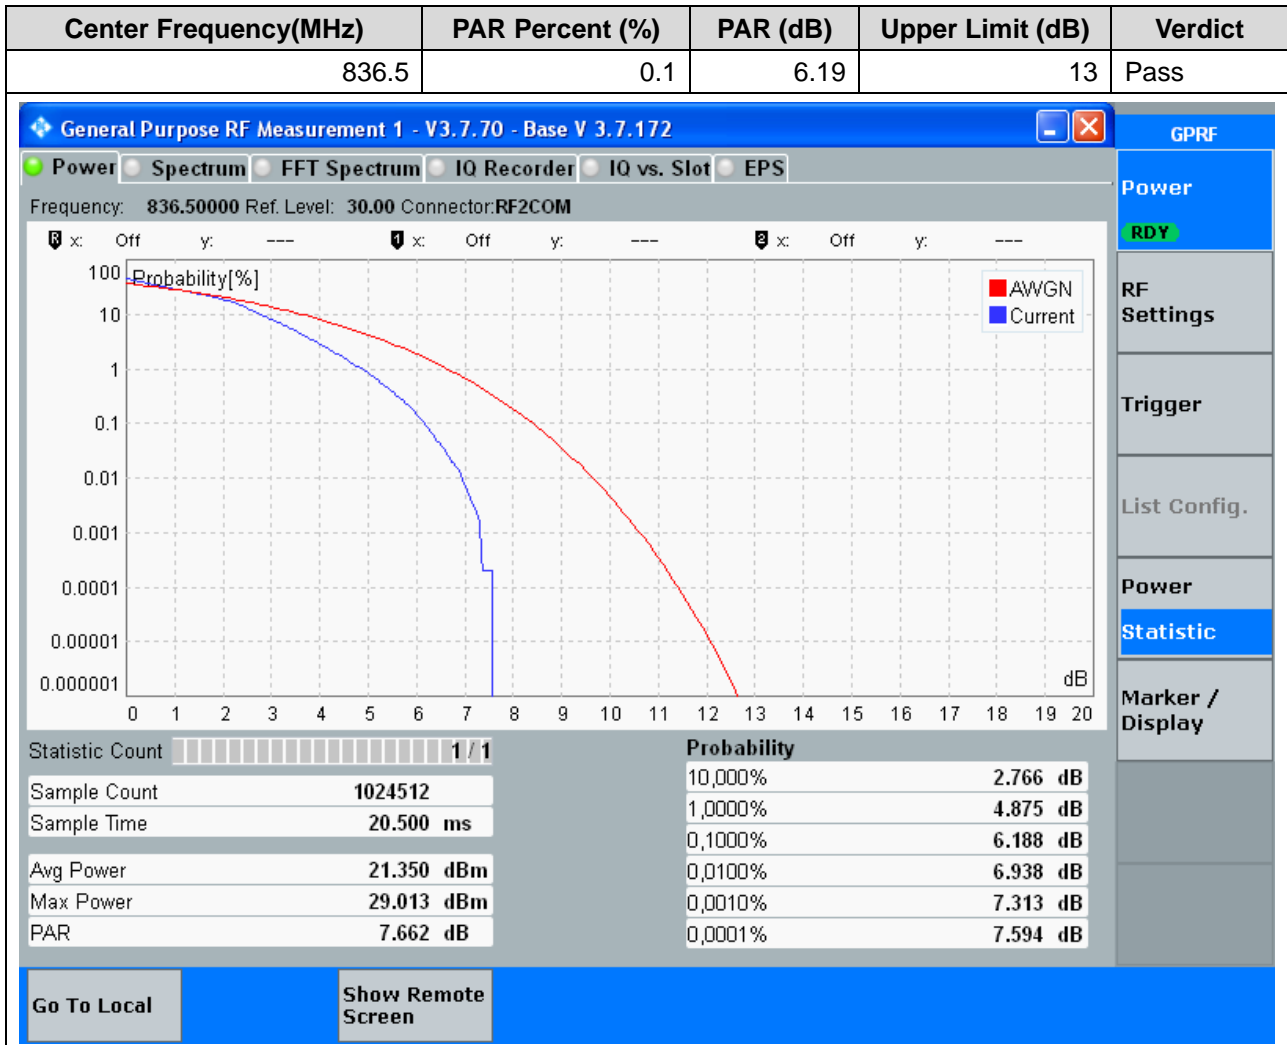 Center Frequency(MHz) PAR Percent (%) PAR (dB) Upper Limit (dB) Verdict
836.5 0.1 6.19 13 Pass
General Purpose RF Measurement 1 - V3.7.70 - Base V 3.7.172
GPRF
Power Spectrum FFT Spectrum IQ Recorder IQ vs. Slot EPS
Power
RDY
Frequency: 836.50000 Ref. Level: 30.00 Connector:RF2COM
R x: Off y: --- 1 x: Off y: --- 2 x: Off y: ---
Probability[%]
AWGN
Current
100
10
1
0.1
0.01
0.001
0.0001
0.00001
0.000001
dB
0 1 2 3 4 5 6 7 8 9 10 11 12 13 14 15 16 17 18 19 20
RF
Settings
Trigger
List Config.
Power
Statistic
Marker /
Display
Statistic Count 1 / 1
Sample Count 1024512
Sample Time 20.500 ms
Avg Power 21.350 dBm
Max Power 29.013 dBm
PAR 7.662 dB
Probability
10,000% 2.766 dB
1,0000% 4.875 dB
0,1000% 6.188 dB
0,0100% 6.938 dB
0,0010% 7.313 dB
0,0001% 7.594 dB
Go To Local
Show Remote
Screen